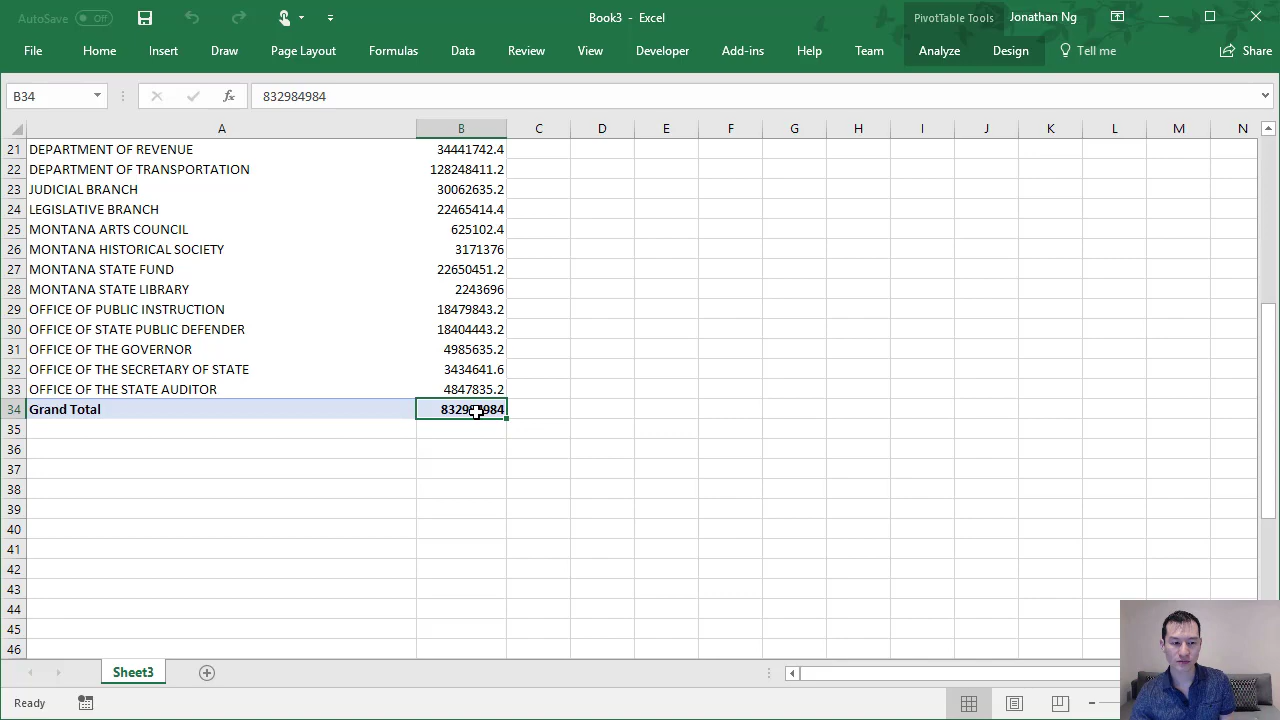 AutoSave Off Book3 - Excel PivotTable Tools Jonathan Ng
File Home Insert Draw Page Layout Formulas Data Review View Developer Add-ins Help Team Analyze Design Tell me Share
B34 fx 832984984
A B C D E F G H I J K L M N
21 DEPARTMENT OF REVENUE 34441742.4
22 DEPARTMENT OF TRANSPORTATION 128248411.2
23 JUDICIAL BRANCH 30062635.2
24 LEGISLATIVE BRANCH 22465414.4
25 MONTANA ARTS COUNCIL 625102.4
26 MONTANA HISTORICAL SOCIETY 3171376
27 MONTANA STATE FUND 22650451.2
28 MONTANA STATE LIBRARY 2243696
29 OFFICE OF PUBLIC INSTRUCTION 18479843.2
30 OFFICE OF STATE PUBLIC DEFENDER 18404443.2
31 OFFICE OF THE GOVERNOR 4985635.2
32 OFFICE OF THE SECRETARY OF STATE 3434641.6
33 OFFICE OF THE STATE AUDITOR 4847835.2
34 Grand Total 832984984
35
36
37
38
39
40
41
42
43
44
45
46
Sheet3
Ready